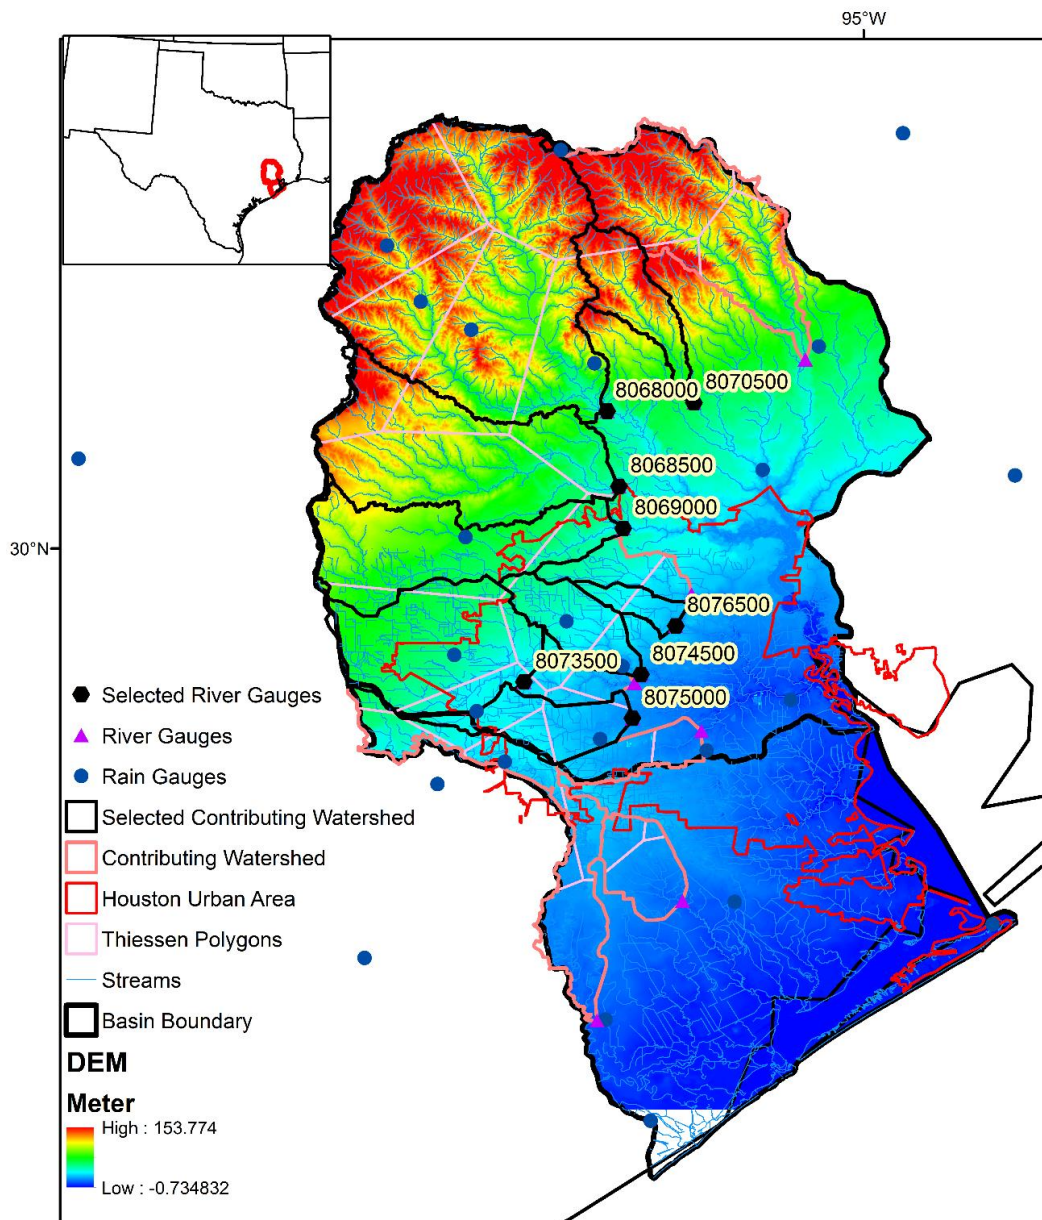 95°W
8068000
8070500
8068500
8069000
30°N
8076500
8074500
8073500
8075000
Selected River Gauges
River Gauges
Rain Gauges
Selected Contributing Watershed
Contributing Watershed
Houston Urban Area
Thiessen Polygons
Streams
Basin Boundary
DEM
Meter
High : 153.774
Low : -0.734832